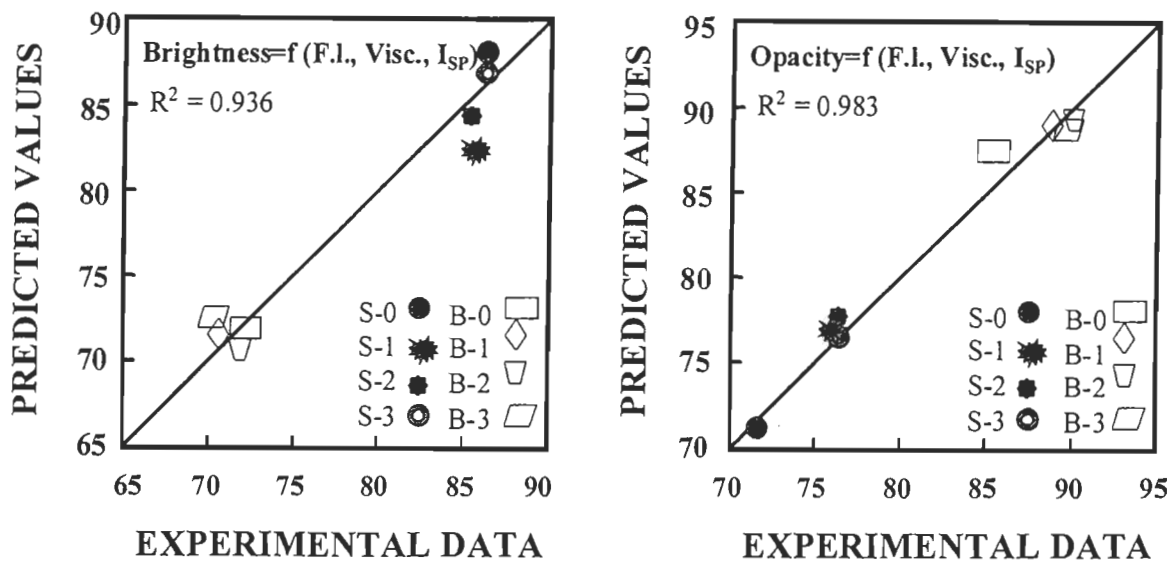 PREDICTED VALUES
90
85
80
75
70
65
Brightness=f (F.l., Visc., I_SP)
R² = 0.936
S-0 B-0
S-1 B-1
S-2 B-2
S-3 B-3
65 70 75 80 85 90
EXPERIMENTAL DATA
PREDICTED VALUES
95
90
85
80
75
70
Opacity=f (F.l., Visc., I_SP)
R² = 0.983
S-0 B-0
S-1 B-1
S-2 B-2
S-3 B-3
70 75 80 85 90 95
EXPERIMENTAL DATA